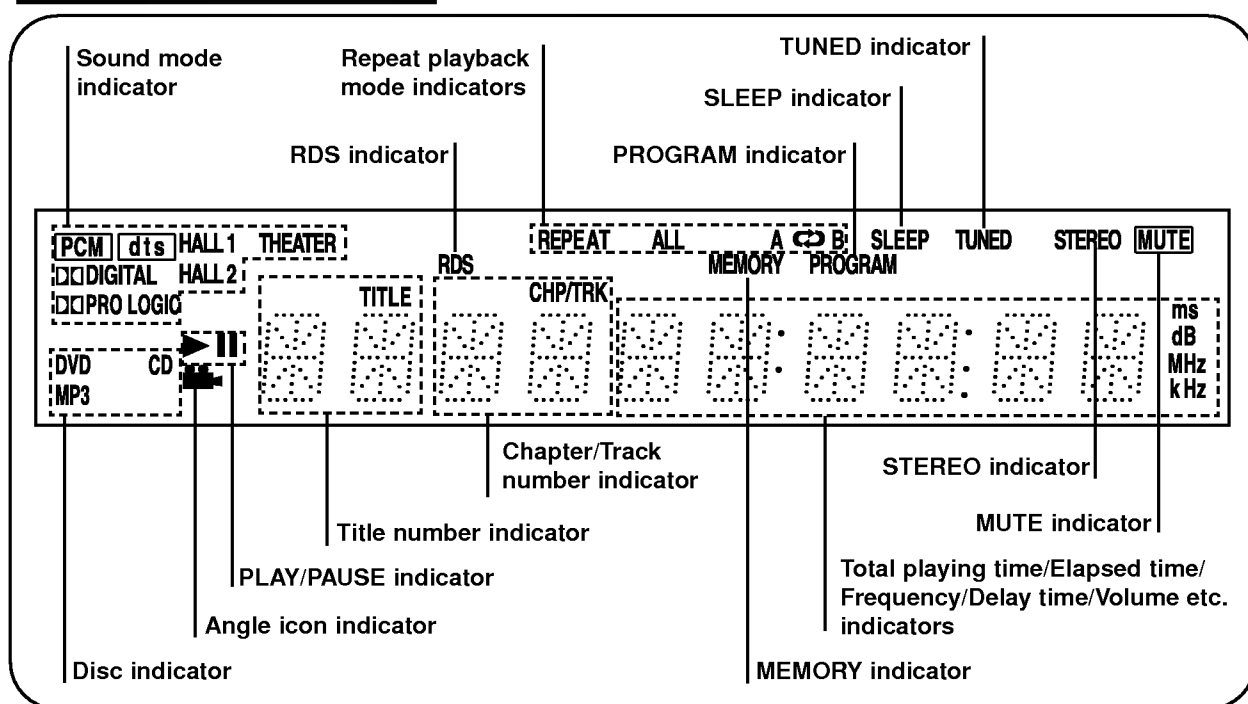 Sound mode
indicator
Repeat playback
mode indicators
TUNED indicator
SLEEP indicator
RDS indicator
PROGRAM indicator
PCM dts HALL 1 THEATER
REPEAT ALL A B SLEEP TUNED STEREO MUTE
DIGITAL HALL 2
RDS MEMORY PROGRAM
PRO LOGIC
TITLE
CHP/TRK
ms
dB
MHz
kHz
DVD CD
MP3
Chapter/Track
number indicator
STEREO indicator
Title number indicator
MUTE indicator
PLAY/PAUSE indicator
Total playing time/Elapsed time/
Frequency/Delay time/Volume etc.
indicators
Angle icon indicator
Disc indicator
MEMORY indicator